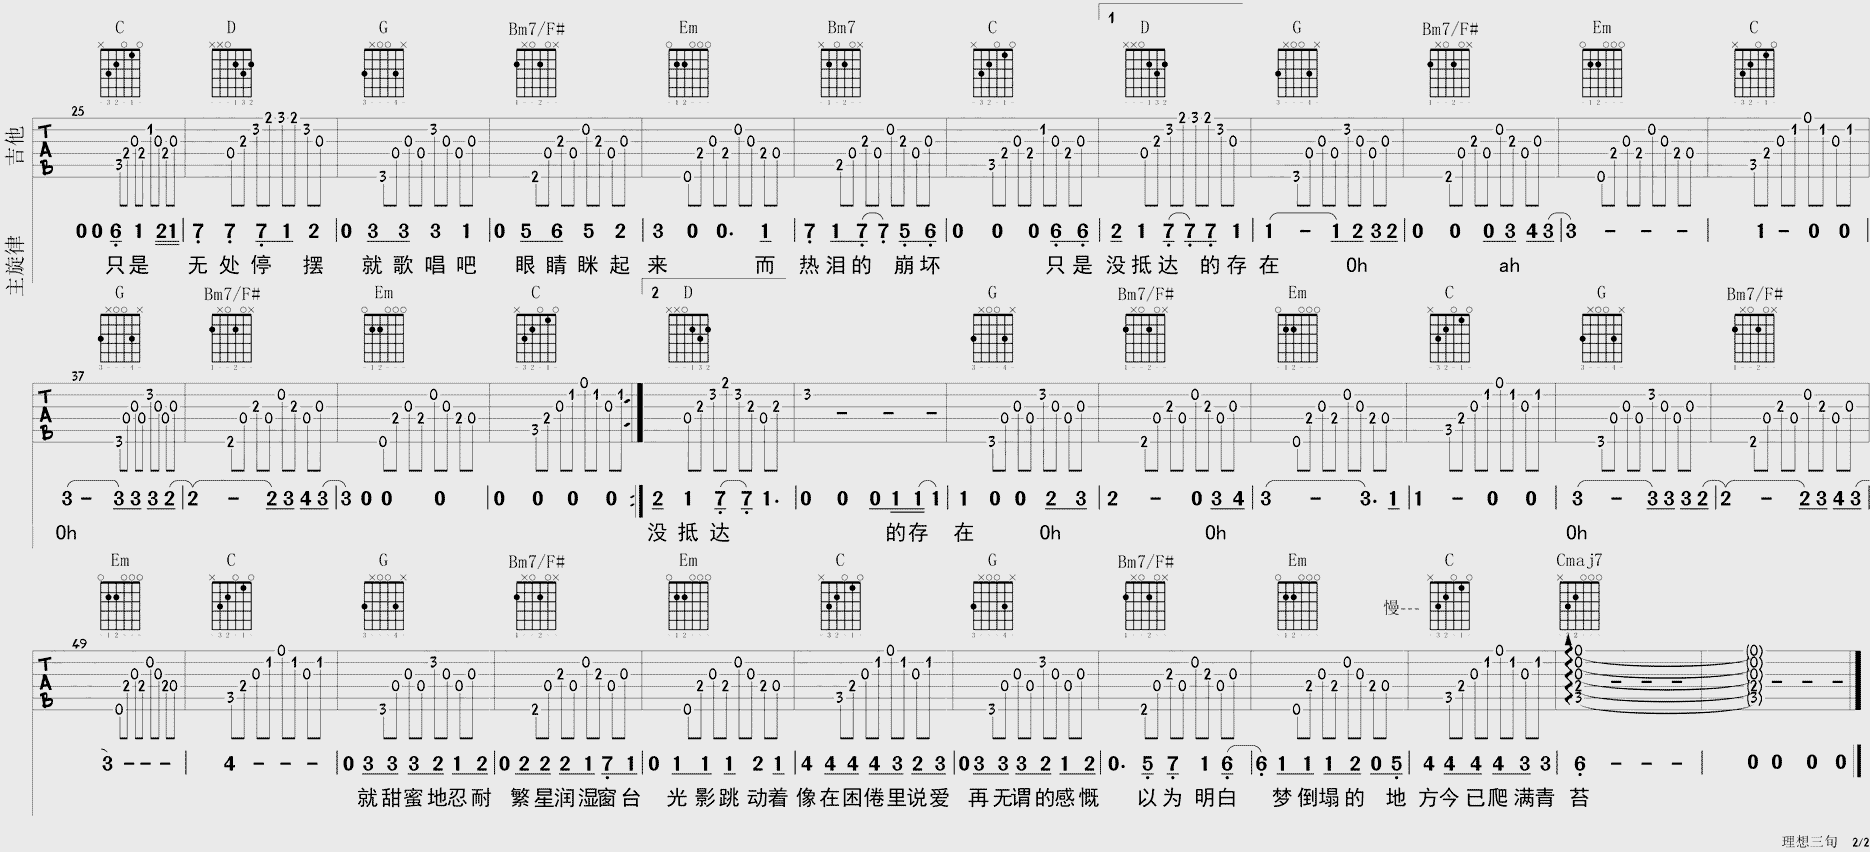 1
C D G Bm7/F# Em Bm7 C D G Bm7/F# Em C
25
吉他
TAB
主旋律
0 0 6 1 21 7 7 7 1 2 0 3 3 3 1 0 5 6 5 2 3 0 0. 1 7 1 7 7 5 6 0 0 0 6 6 2 1 7 7 7 1 1 - 1 2 3 2 0 0 0 3 4 3 3 - - - 1 - 0 0
只是 无处停 摆 就歌唱吧 眼睛眯起来 而 热泪的 崩坏 只是没抵达 的存在 Oh ah
G Bm7/F# Em C 2 D G Bm7/F# Em C G Bm7/F#
37
TAB
3 - 3 3 3 2 2 - 2 3 4 3 3 0 0 0 0 0 0 0 2 1 7 7 1. 0 0 0 1 1 1 1 0 0 2 3 2 - 0 3 4 3 - 3. 1 1 - 0 0 3 - 3 3 3 2 2 - 2 3 4 3
Oh 没抵达 的存 在 Oh Oh Oh
Em C G Bm7/F# Em C G Bm7/F# Em 慢--- C Cmaj7
49
TAB
3 - - - 4 - - - 0 3 3 3 2 1 2 0 2 2 2 1 7 1 0 1 1 1 2 1 4 4 4 4 3 2 3 0 3 3 3 2 1 2 0. 5 7 1 6 6 1 1 1 2 0 5 4 4 4 4 3 3 6 - - - 0 0 0 0
就甜蜜地忍耐 繁星润湿窗台 光影跳动着 像在困倦里说爱 再无谓的感慨 以为明白 梦倒塌的 地方今已爬满青苔
理想三旬 2/2